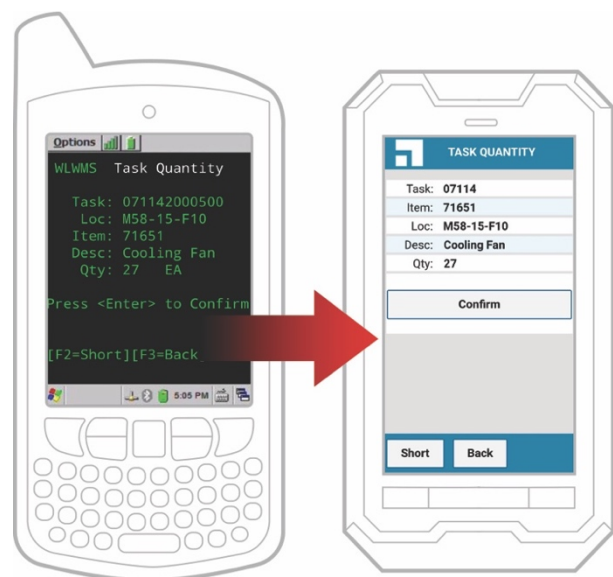 Options
WLWMS Task Quantity
Task: 071142000500
Loc: M58-15-F10
Item: 71651
Desc: Cooling Fan
Qty: 27 EA
Press <Enter> to Confirm
[F2=Short][F3=Back]
5:05 PM
TASK QUANTITY
Task: 07114
Item: 71651
Loc: M58-15-F10
Desc: Cooling Fan
Qty: 27
Confirm
Short Back